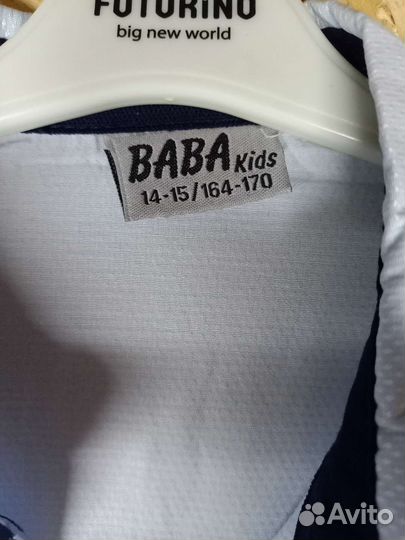 FUTURINO
big new world
BABA Kids
14-15/164-170
Avito